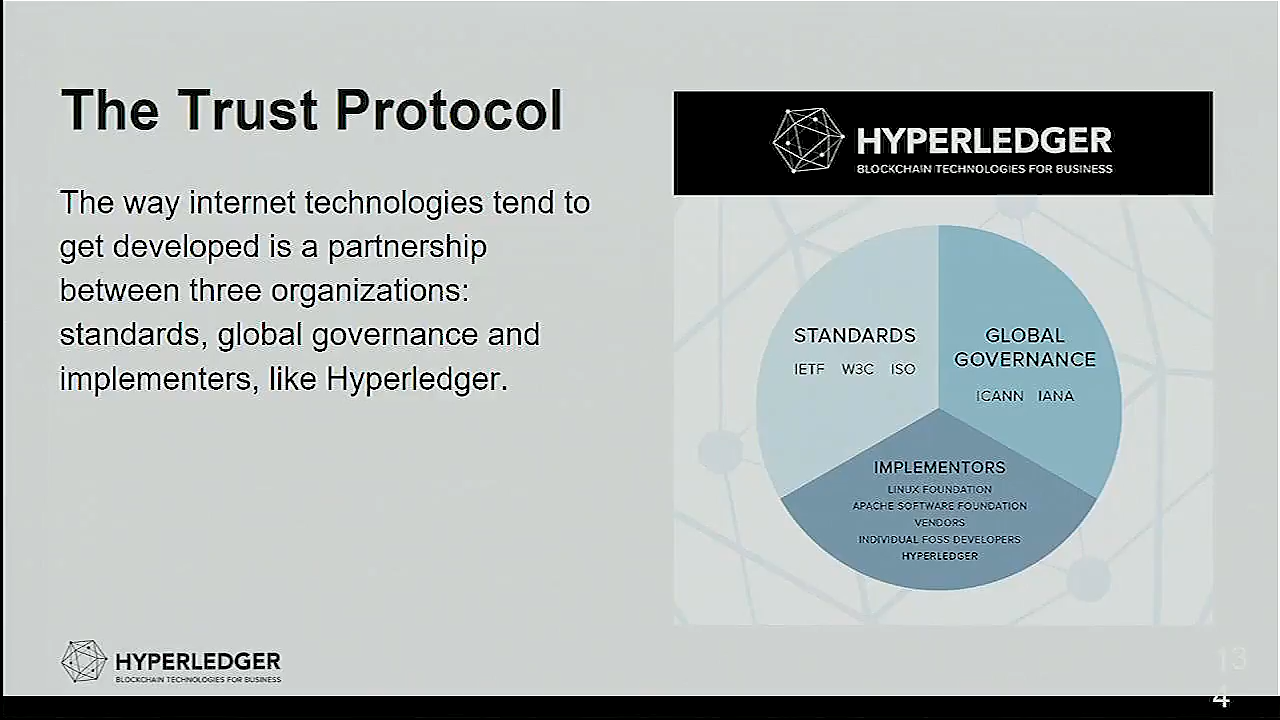 The Trust Protocol
The way internet technologies tend to
get developed is a partnership
between three organizations:
standards, global governance and
implementers, like Hyperledger.
HYPERLEDGER
BLOCKCHAIN TECHNOLOGIES FOR BUSINESS
STANDARDS
IETF W3C ISO
GLOBAL
GOVERNANCE
ICANN IANA
IMPLEMENTORS
LINUX FOUNDATION
APACHE SOFTWARE FOUNDATION
VENDORS
INDIVIDUAL FOSS DEVELOPERS
HYPERLEDGER
HYPERLEDGER
BLOCKCHAIN TECHNOLOGIES FOR BUSINESS
13
4